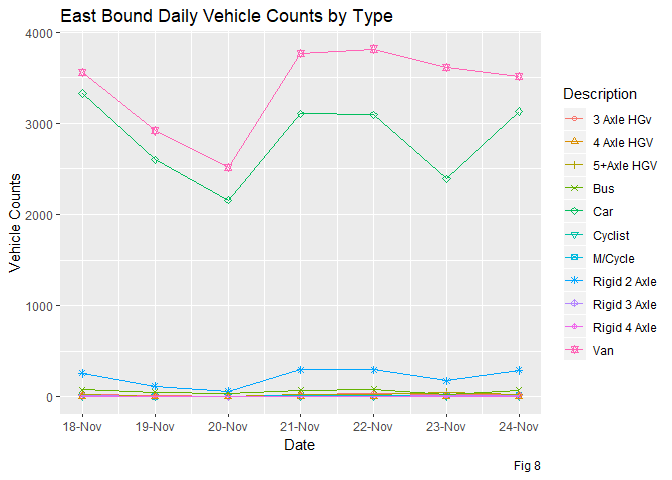 East Bound Daily Vehicle Counts by Type
4000
3000
2000
1000
0
Vehicle Counts
18-Nov
19-Nov
20-Nov
21-Nov
22-Nov
23-Nov
24-Nov
Date
Description
3 Axle HGv
4 Axle HGV
5+Axle HGV
Bus
Car
Cyclist
M/Cycle
Rigid 2 Axle
Rigid 3 Axle
Rigid 4 Axle
Van
Fig 8